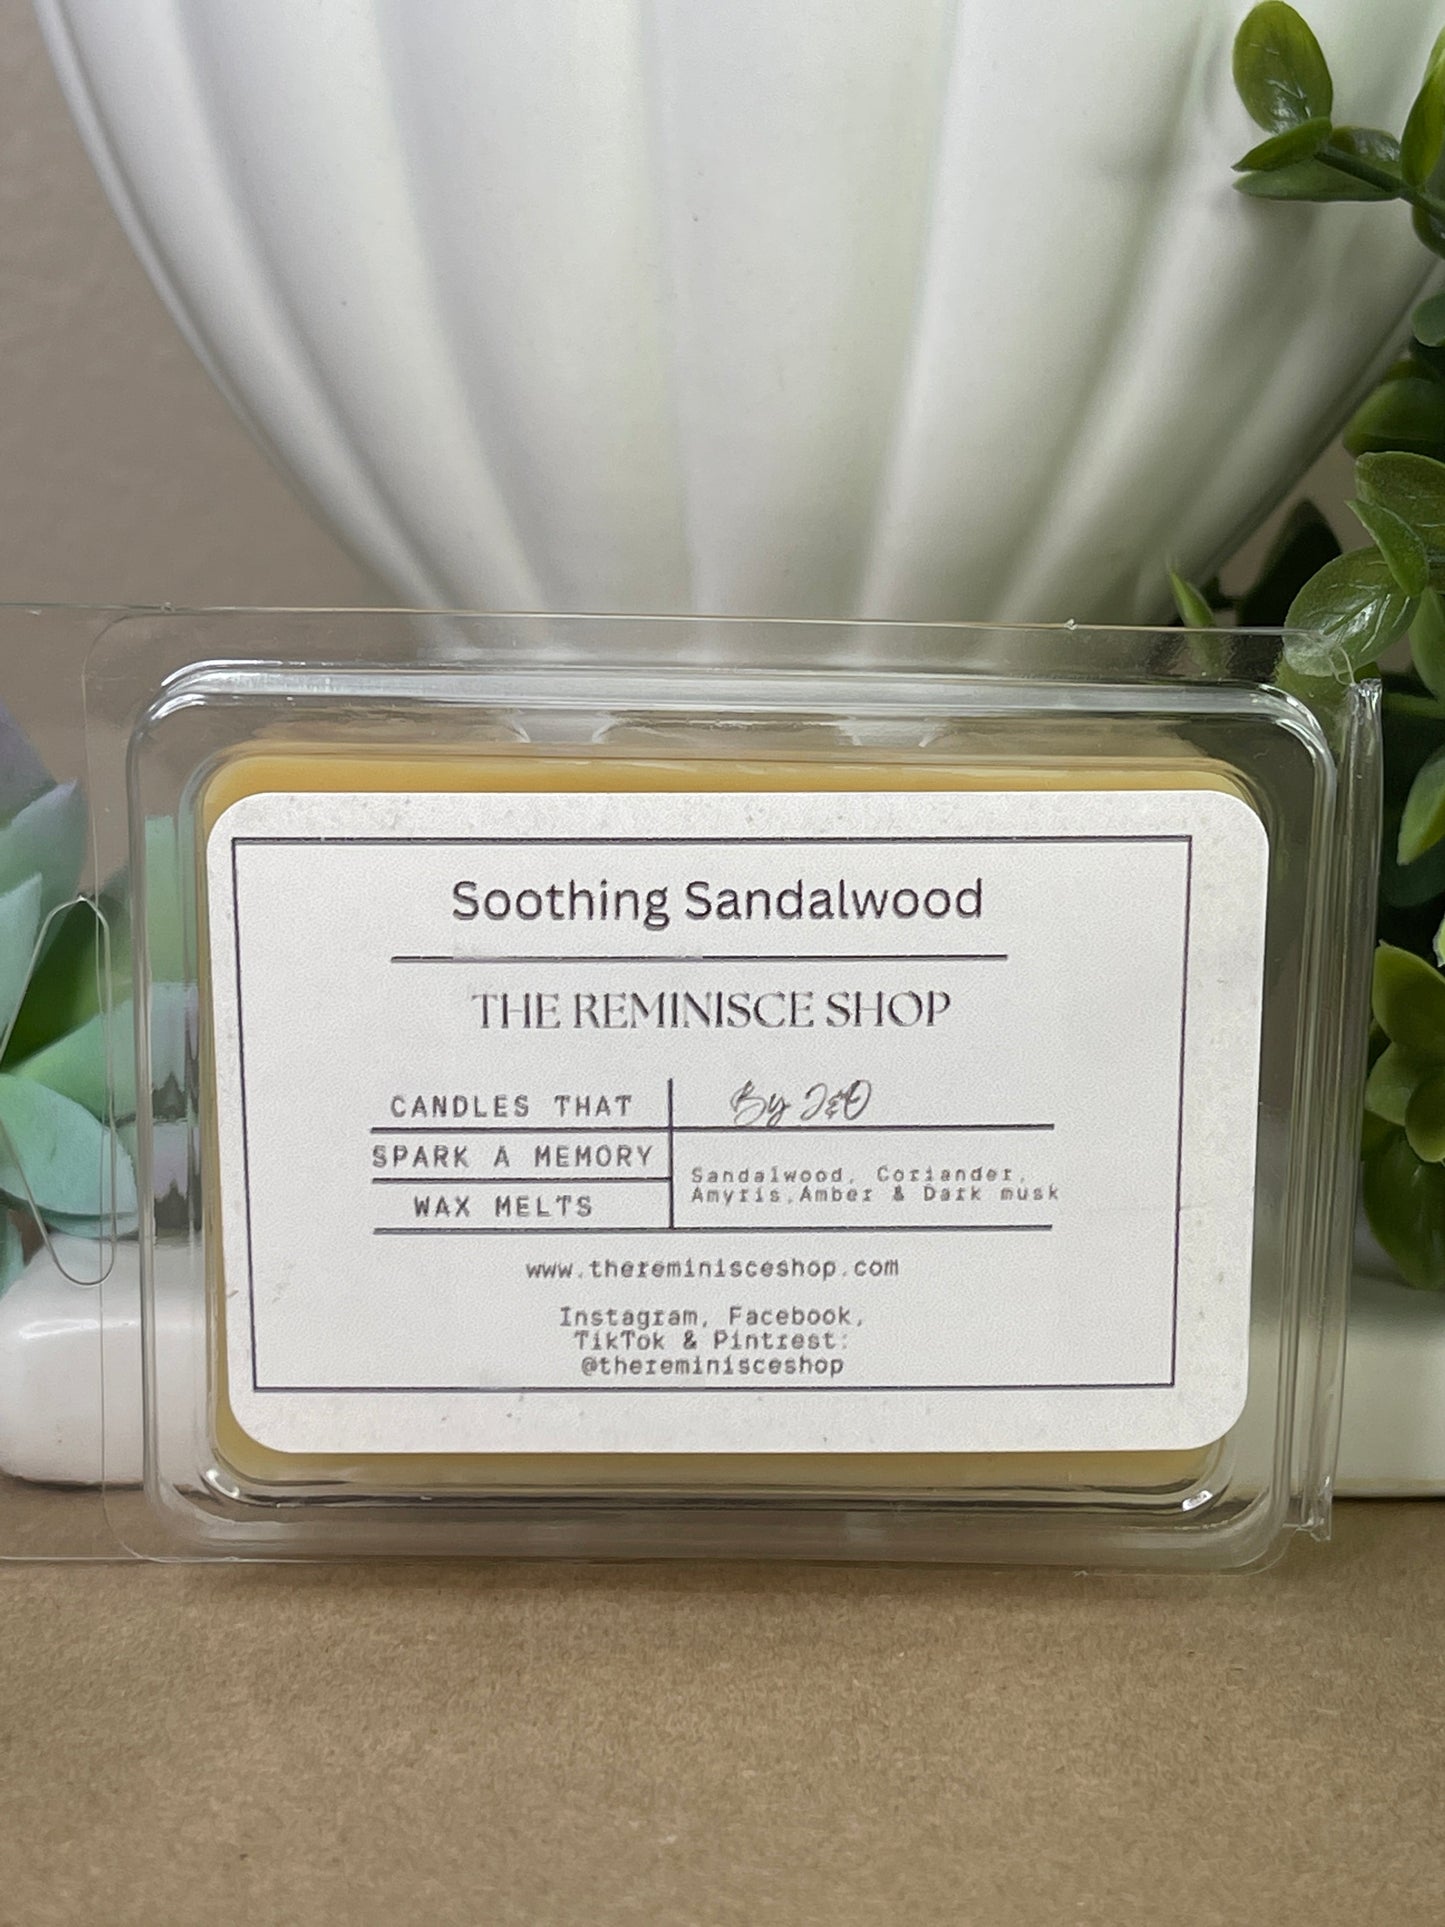 Soothing Sandalwood
THE REMINISCE SHOP
CANDLES THAT
SPARK A MEMORY
WAX MELTS
By J&O
Sandalwood, Coriander,
Amyris,Amber & Dark musk
www.thereminisceshop.com
Instagram, Facebook,
TikTok & Pintrest:
@thereminisceshop